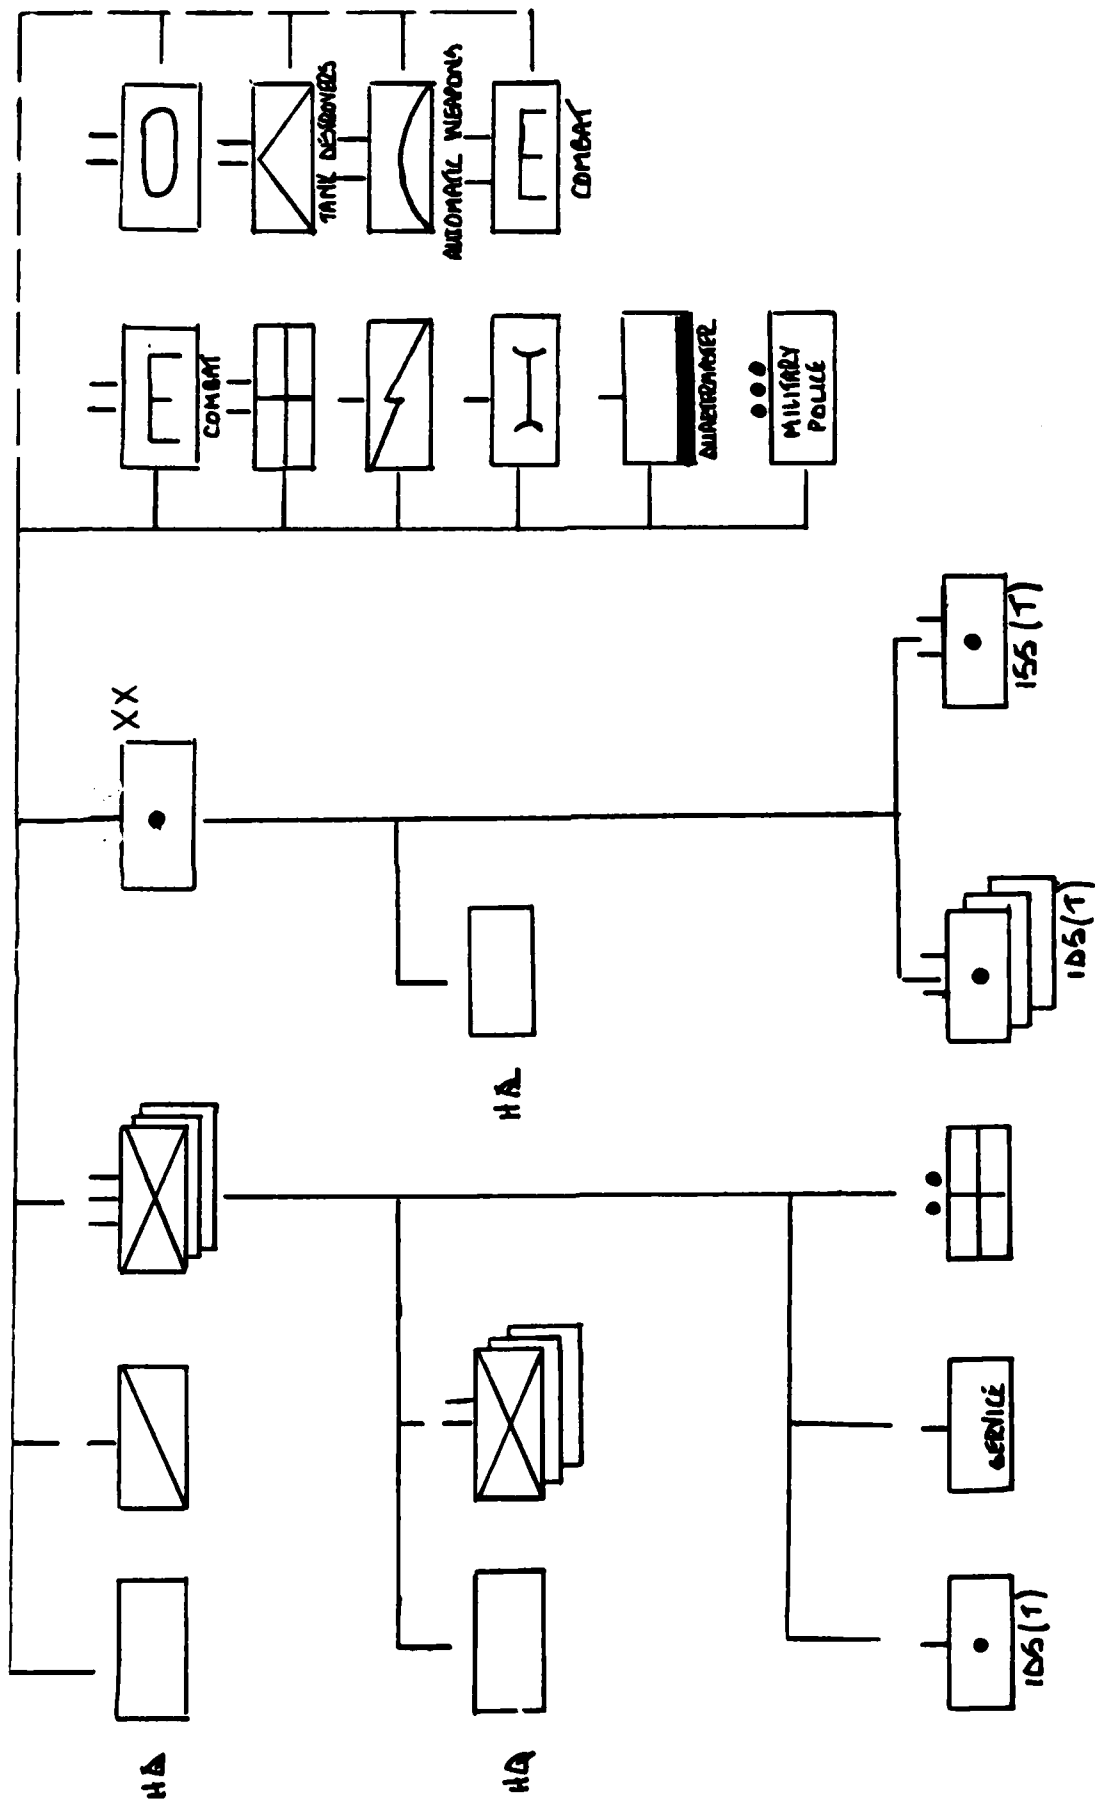 XX
HQ
COMBAT
TANK DESTROYERS
AUTOMATIC WEAPONS
HQ
HQ
COMBAT
QUARTERMASTER
MILITARY
POLICE
SERVICE
105(T)
105(T)
155(T)